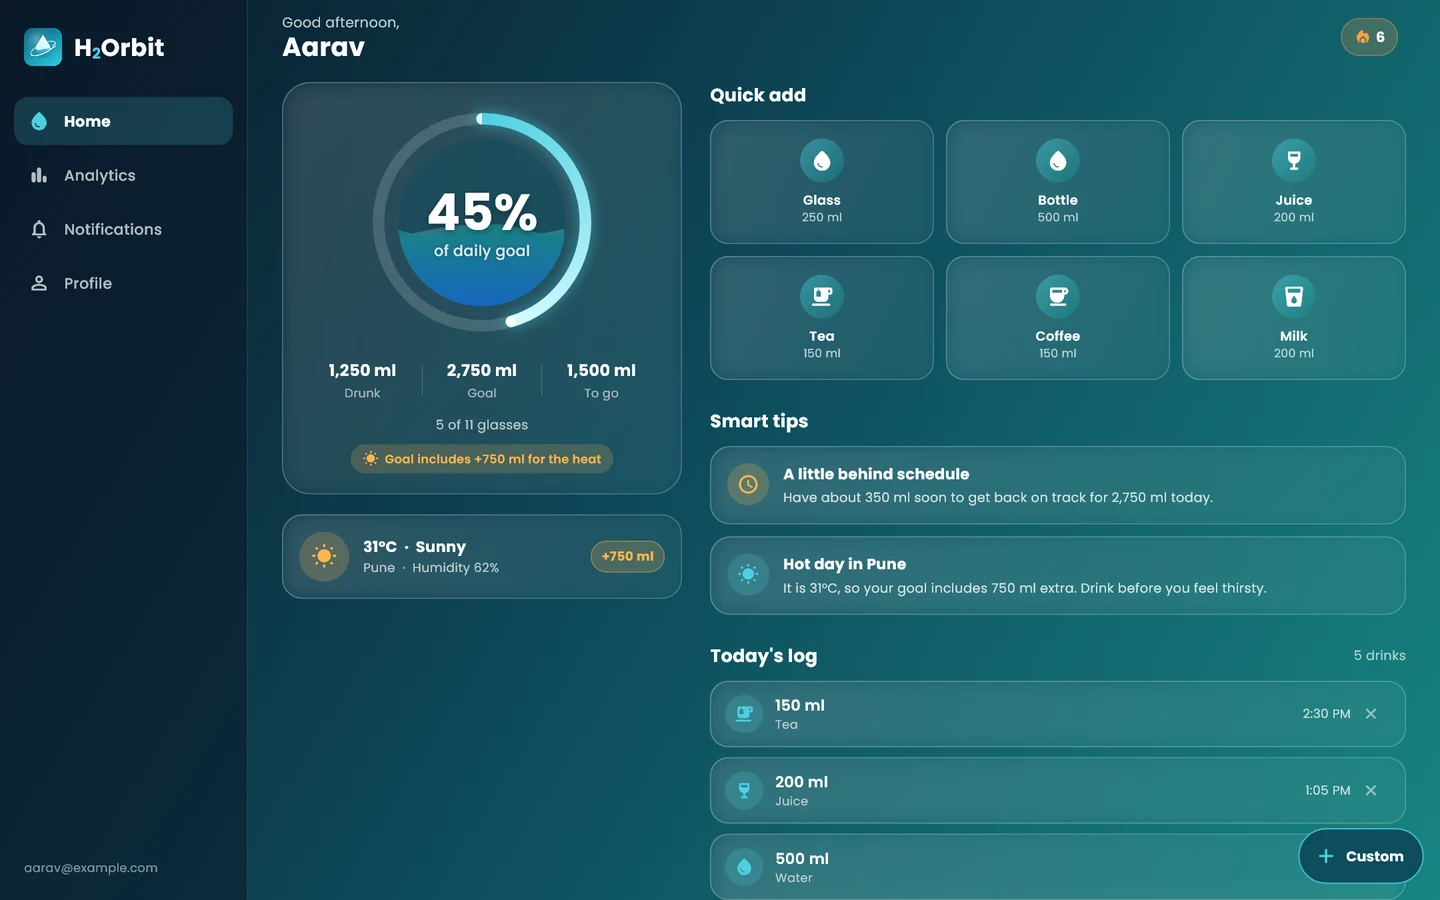 H₂Orbit
Home
Analytics
Notifications
Profile
aarav@example.com
Good afternoon,
Aarav
6
45%
of daily goal
1,250 ml
Drunk
2,750 ml
Goal
1,500 ml
To go
5 of 11 glasses
Goal includes +750 ml for the heat
31°C · Sunny
Pune · Humidity 62%
+750 ml
Quick add
Glass
250 ml
Bottle
500 ml
Juice
200 ml
Tea
150 ml
Coffee
150 ml
Milk
200 ml
Smart tips
A little behind schedule
Have about 350 ml soon to get back on track for 2,750 ml today.
Hot day in Pune
It is 31°C, so your goal includes 750 ml extra. Drink before you feel thirsty.
Today's log
5 drinks
150 ml
Tea
2:30 PM
200 ml
Juice
1:05 PM
500 ml
Water
Custom